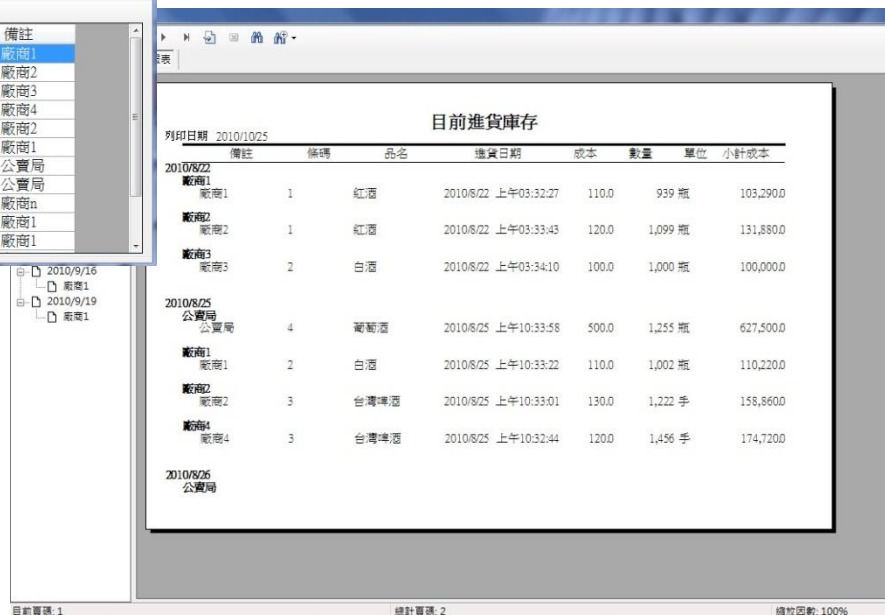 備註
廠商1
廠商2
廠商3
廠商4
廠商2
廠商1
公賣局
公賣局
廠商n
廠商1
廠商1
2010/9/16
廠商1
2010/9/19
廠商1
目前進貨庫存
列印日期 2010/10/25
備註 條碼 品名 進貨日期 成本 數量 單位 小計成本
2010/8/22
廠商1
廠商1 1 紅酒 2010/8/22 上午03:32:27 110.0 939 瓶 103,290.0
廠商2
廠商2 1 紅酒 2010/8/22 上午03:33:43 120.0 1,099 瓶 131,880.0
廠商3
廠商3 2 白酒 2010/8/22 上午03:34:10 100.0 1,000 瓶 100,000.0
2010/8/25
公賣局
公賣局 4 葡萄酒 2010/8/25 上午10:33:58 500.0 1,255 瓶 627,500.0
廠商1
廠商1 2 白酒 2010/8/25 上午10:33:22 110.0 1,002 瓶 110,220.0
廠商2
廠商2 3 台灣啤酒 2010/8/25 上午10:33:01 130.0 1,222 手 158,860.0
廠商4
廠商4 3 台灣啤酒 2010/8/25 上午10:32:44 120.0 1,456 手 174,720.0
2010/8/26
公賣局
目前頁碼: 1 總計頁碼: 2 縮放因數: 100%